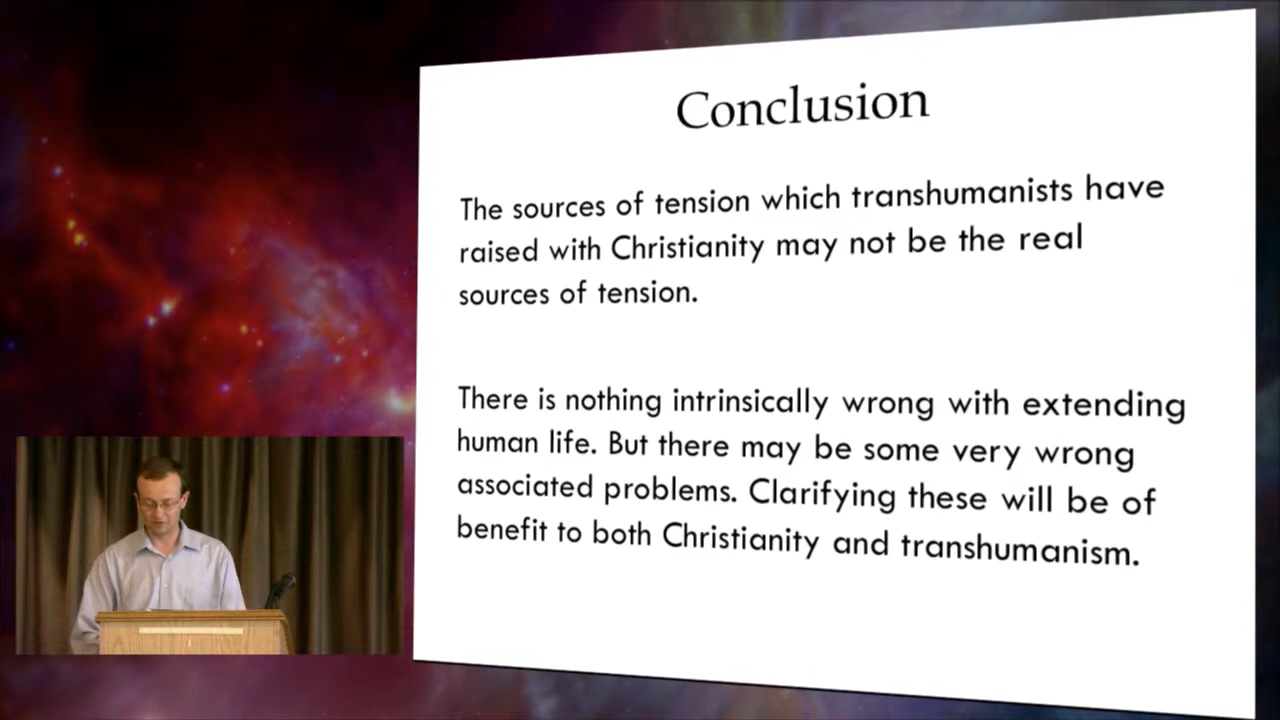 Conclusion
The sources of tension which transhumanists have
raised with Christianity may not be the real
sources of tension.
There is nothing intrinsically wrong with extending
human life. But there may be some very wrong
associated problems. Clarifying these will be of
benefit to both Christianity and transhumanism.